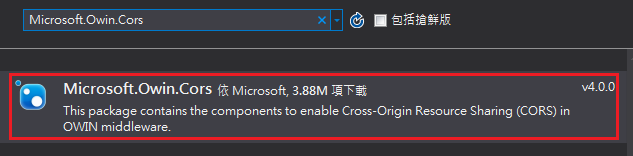 Microsoft.Owin.Cors
包括搶鮮版
Microsoft.Owin.Cors 依 Microsoft, 3.88M 項下載
v4.0.0
This package contains the components to enable Cross-Origin Resource Sharing (CORS) in
OWIN middleware.